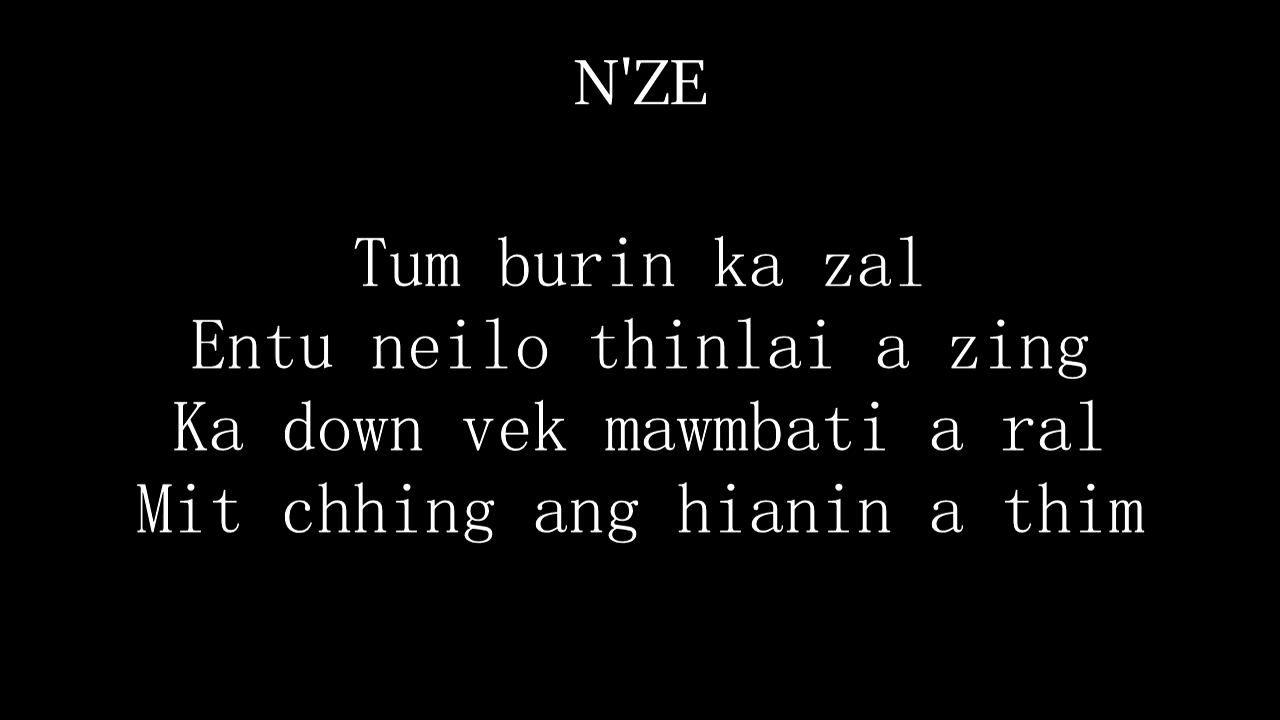 N'ZE
Tum burin ka zal
Entu neilo thinlai a zing
Ka down vek mawmbati a ral
Mit chhing ang hianin a thim